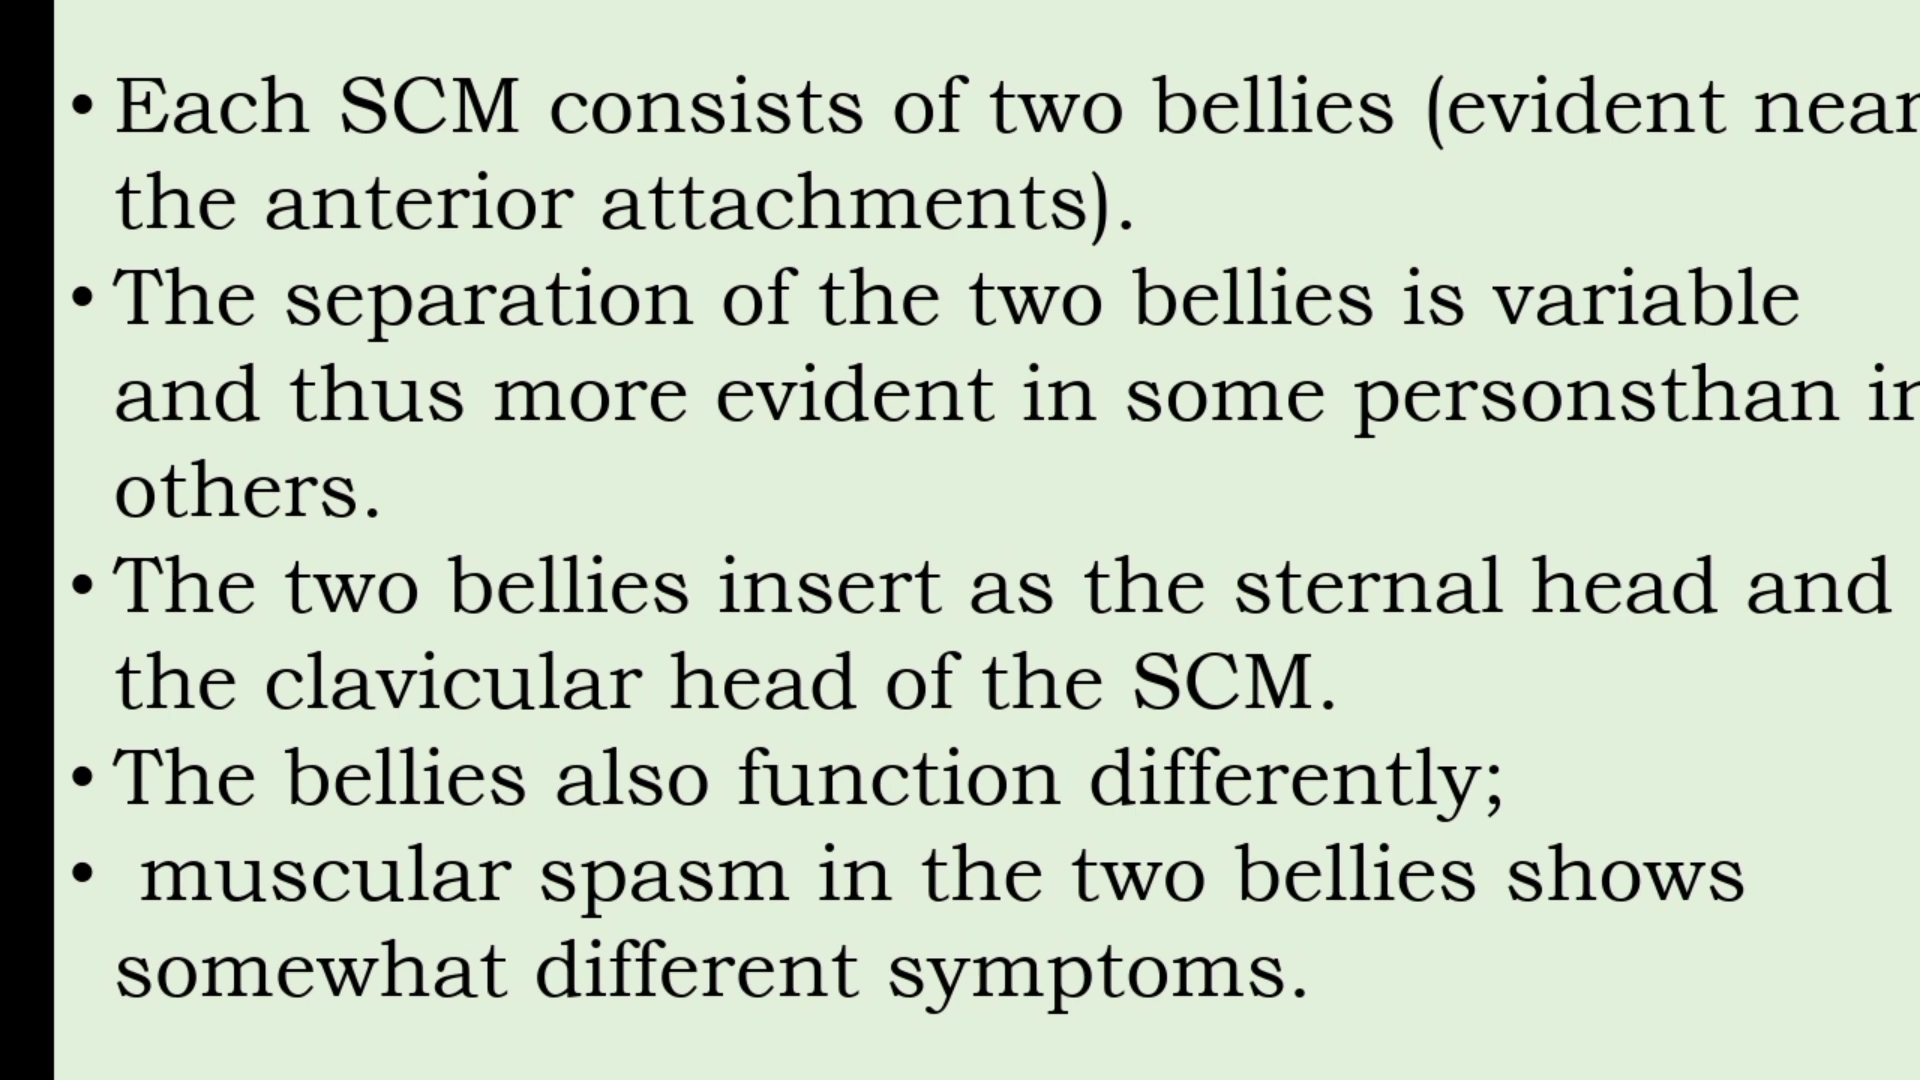 • Each SCM consists of two bellies (evident near
the anterior attachments).
• The separation of the two bellies is variable
and thus more evident in some personsthan in
others.
• The two bellies insert as the sternal head and
the clavicular head of the SCM.
• The bellies also function differently;
• muscular spasm in the two bellies shows
somewhat different symptoms.